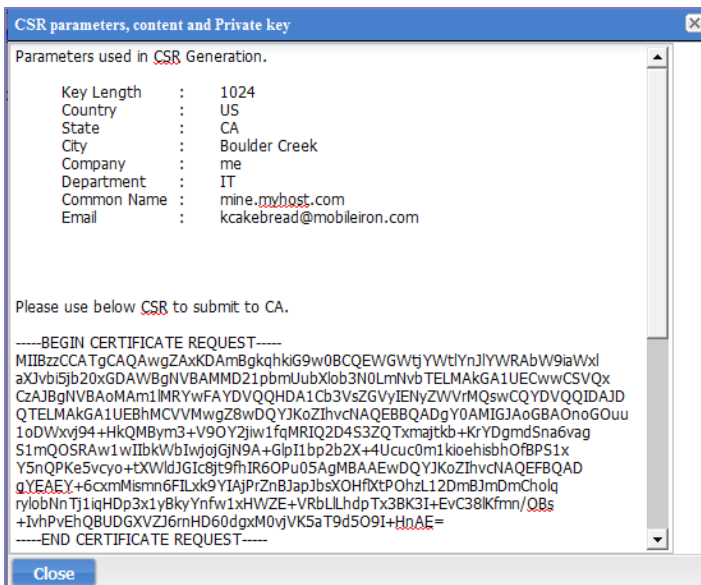 CSR parameters, content and Private key
Parameters used in CSR Generation.
Key Length : 1024
Country : US
State : CA
City : Boulder Creek
Company : me
Department : IT
Common Name : mine.myhost.com
Email : kcakebread@mobileiron.com
Please use below CSR to submit to CA.
-----BEGIN CERTIFICATE REQUEST-----
MIIBzzCCATgCAQAwgZAxKDAmBgkqhkiG9w0BCQEWGWtjYWtlYnJlYWRAbW9iaWxl
aXJvbi5jb20xGDAWBgNVBAMMD21pbmUubXlob3N0LmNvbTELMAkGA1UECwwCSVQx
CzAJBgNVBAoMAm1lMRYwFAYDVQQHDA1Cb3VsZGVyIENyZWVrMQswCQYDVQQIDAJD
QTELMAkGA1UEBhMCVVMwgZ8wDQYJKoZIhvcNAQEBBQADgY0AMIGJAoGBAOnoGOuu
1oDWxvj94+HkQMBym3+V9OY2jiw1fqMRIQ2D4S3ZQTxmajtkb+KrYDgmdSna6vag
S1mQOSRAw1wIIbkWbIwjojGjN9A+GlpI1bp2b2X+4Ucuc0m1kioehisbhOfBPS1x
Y5nQPKe5vcyo+tXWldJGIc8jt9fhIR6OPu05AgMBAAEwDQYJKoZIhvcNAQEFBQAD
gYEAEY+6cxmMismn6FILxk9YIAjPrZnBJapJbsXOHflXtPOhzL12DmBJmDmCholq
rylobNnTj1iqHDp3x1yBkyYnfw1xHWZE+VRbLlLhdpTx3BK3I+EvC38lKfmn/OBs
+IvhPvEhQBUDGXVZJ6rnHD60dgxM0vjVK5aT9d5O9I+HnAE=
-----END CERTIFICATE REQUEST-----
Close